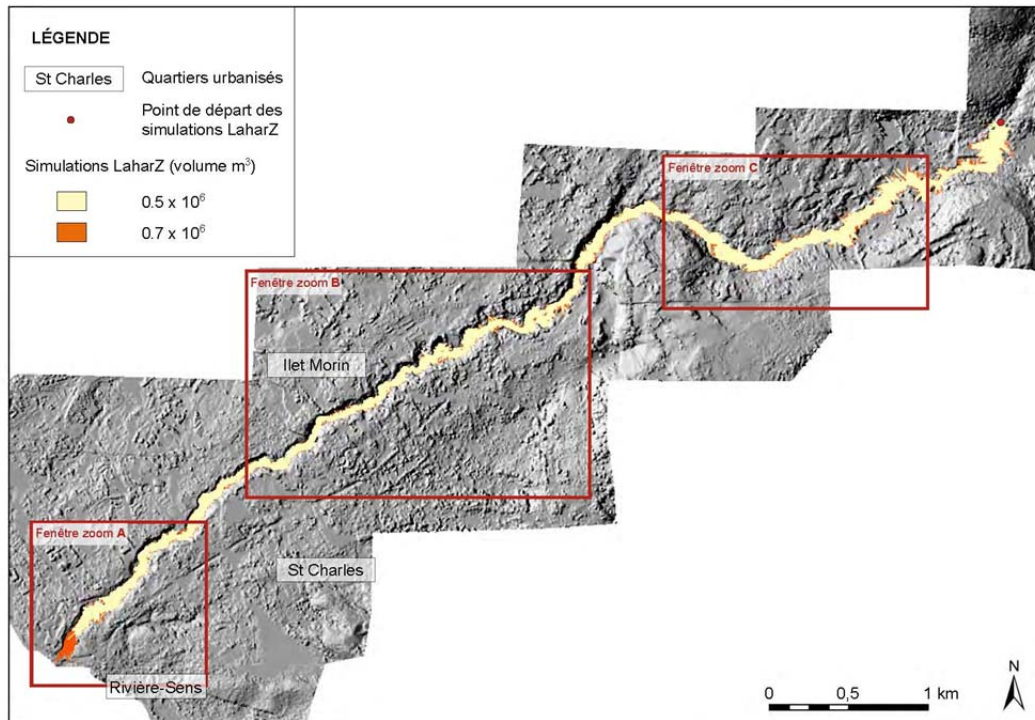 LÉGENDE
St Charles
Quartiers urbanisés
Point de départ des
simulations LaharZ
Simulations LaharZ (volume m³)
0.5 x 10⁶
0.7 x 10⁶
Fenêtre zoom C
Fenêtre zoom B
Ilet Morin
Fenêtre zoom A
St Charles
Rivière-Sens
N
0 0,5 1 km